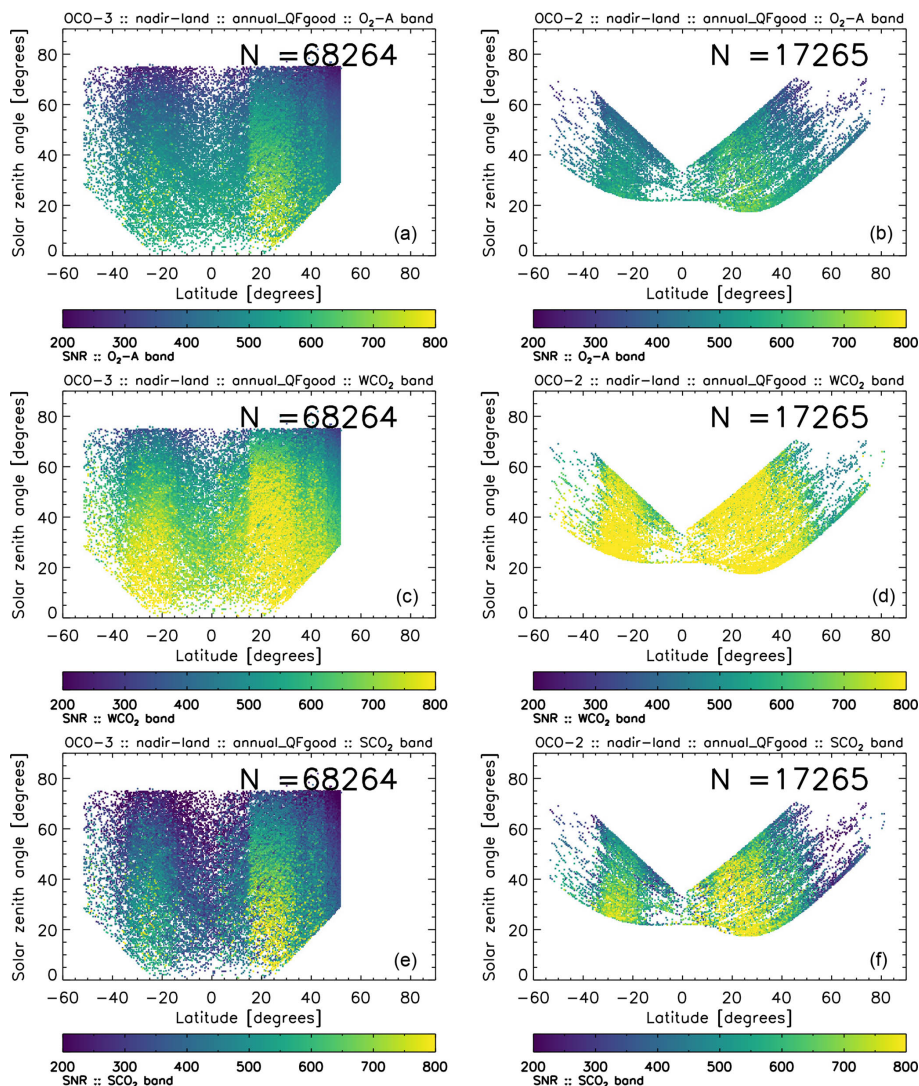 OCO-3 :: nadir-land :: annual_QFgood :: O₂-A band
N =68264
Solar zenith angle [degrees]
80
60
40
20
0
(a)
-60 -40 -20 0 20 40 60 80
Latitude [degrees]
200 300 400 500 600 700 800
SNR :: O₂-A band
OCO-2 :: nadir-land :: annual_QFgood :: O₂-A band
N =17265
Solar zenith angle [degrees]
80
60
40
20
0
(b)
-60 -40 -20 0 20 40 60 80
Latitude [degrees]
200 300 400 500 600 700 800
SNR :: O₂-A band
OCO-3 :: nadir-land :: annual_QFgood :: WCO₂ band
N =68264
Solar zenith angle [degrees]
80
60
40
20
0
(c)
-60 -40 -20 0 20 40 60 80
Latitude [degrees]
200 300 400 500 600 700 800
SNR :: WCO₂ band
OCO-2 :: nadir-land :: annual_QFgood :: WCO₂ band
N =17265
Solar zenith angle [degrees]
80
60
40
20
0
(d)
-60 -40 -20 0 20 40 60 80
Latitude [degrees]
200 300 400 500 600 700 800
SNR :: WCO₂ band
OCO-3 :: nadir-land :: annual_QFgood :: SCO₂ band
N =68264
Solar zenith angle [degrees]
80
60
40
20
0
(e)
-60 -40 -20 0 20 40 60 80
Latitude [degrees]
200 300 400 500 600 700 800
SNR :: SCO₂ band
OCO-2 :: nadir-land :: annual_QFgood :: SCO₂ band
N =17265
Solar zenith angle [degrees]
80
60
40
20
0
(f)
-60 -40 -20 0 20 40 60 80
Latitude [degrees]
200 300 400 500 600 700 800
SNR :: SCO₂ band